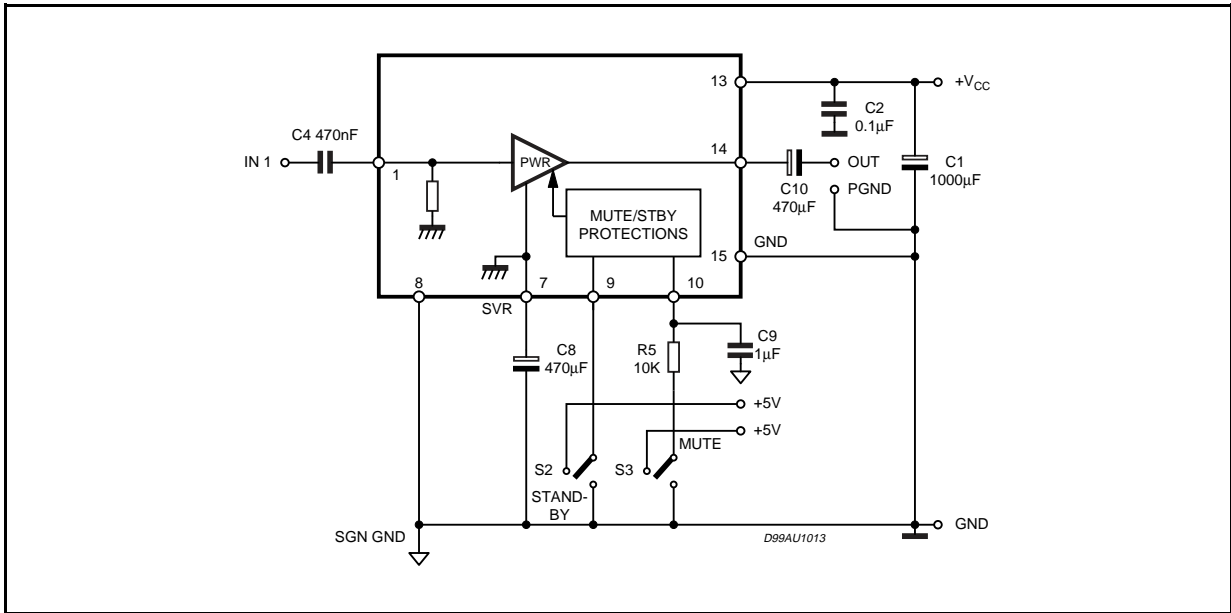 13
+VCC
C2
0.1µF
C4 470nF
IN 1
1
PWR
14
OUT
C1
1000µF
C10
470µF
PGND
MUTE/STBY
PROTECTIONS
GND
15
8
7
9
10
SVR
C8
470µF
R5
10K
C9
1µF
+5V
+5V
MUTE
S2
S3
STAND-
BY
SGN GND
GND
D99AU1013